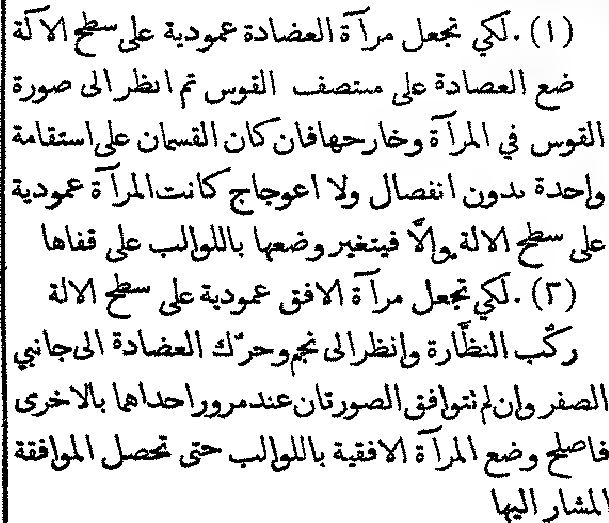 (١) . لكي تجعل مرآة العضادة عمودية على سطح الآلة
ضع العضادة على منتصف القوس ثم انظر الى صورة
القوس في المرآة وخارجها فان كان القسمان على استقامة
واحدة بدون انفصال ولا اعوجاج كانت المرآة عمودية
على سطح الالة والَّا فيتغير وضعها باللوالب على قفاها
(٢) . لكي تجعل مرآة الافق عمودية على سطح الالة
ركّب النظّارة وانظر الى نجم وحرّك العضادة الى جانبي
الصفر وان لم تتوافق الصورتان عند مرور احداهما بالاخرى
فاصلح وضع المرآة الافقية باللوالب حتى تحصل الموافقة
المشار اليها